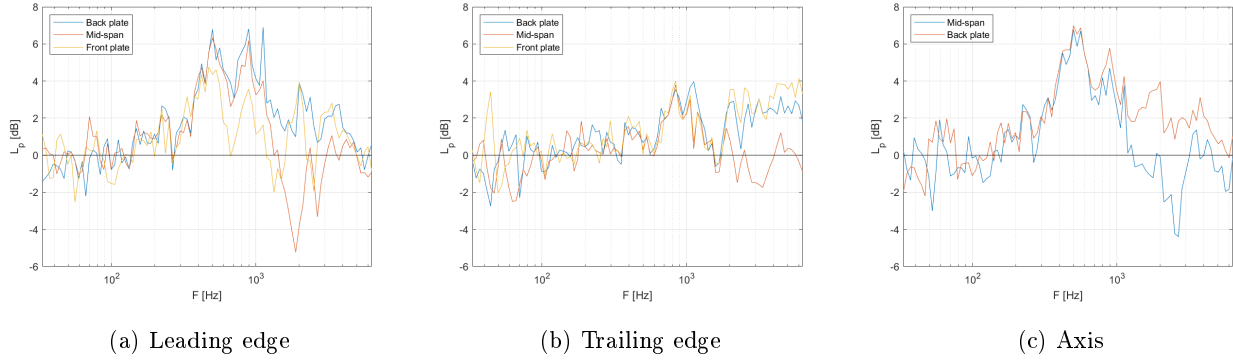 8
6
4
2
0
-2
-4
-6
L_p [dB]
Back plate
Mid-span
Front plate
10^2
10^3
F [Hz]
(a) Leading edge
8
6
4
2
0
-2
-4
-6
L_p [dB]
Back plate
Mid-span
Front plate
10^2
10^3
F [Hz]
(b) Trailing edge
8
6
4
2
0
-2
-4
-6
L_p [dB]
Mid-span
Back plate
10^2
10^3
F [Hz]
(c) Axis